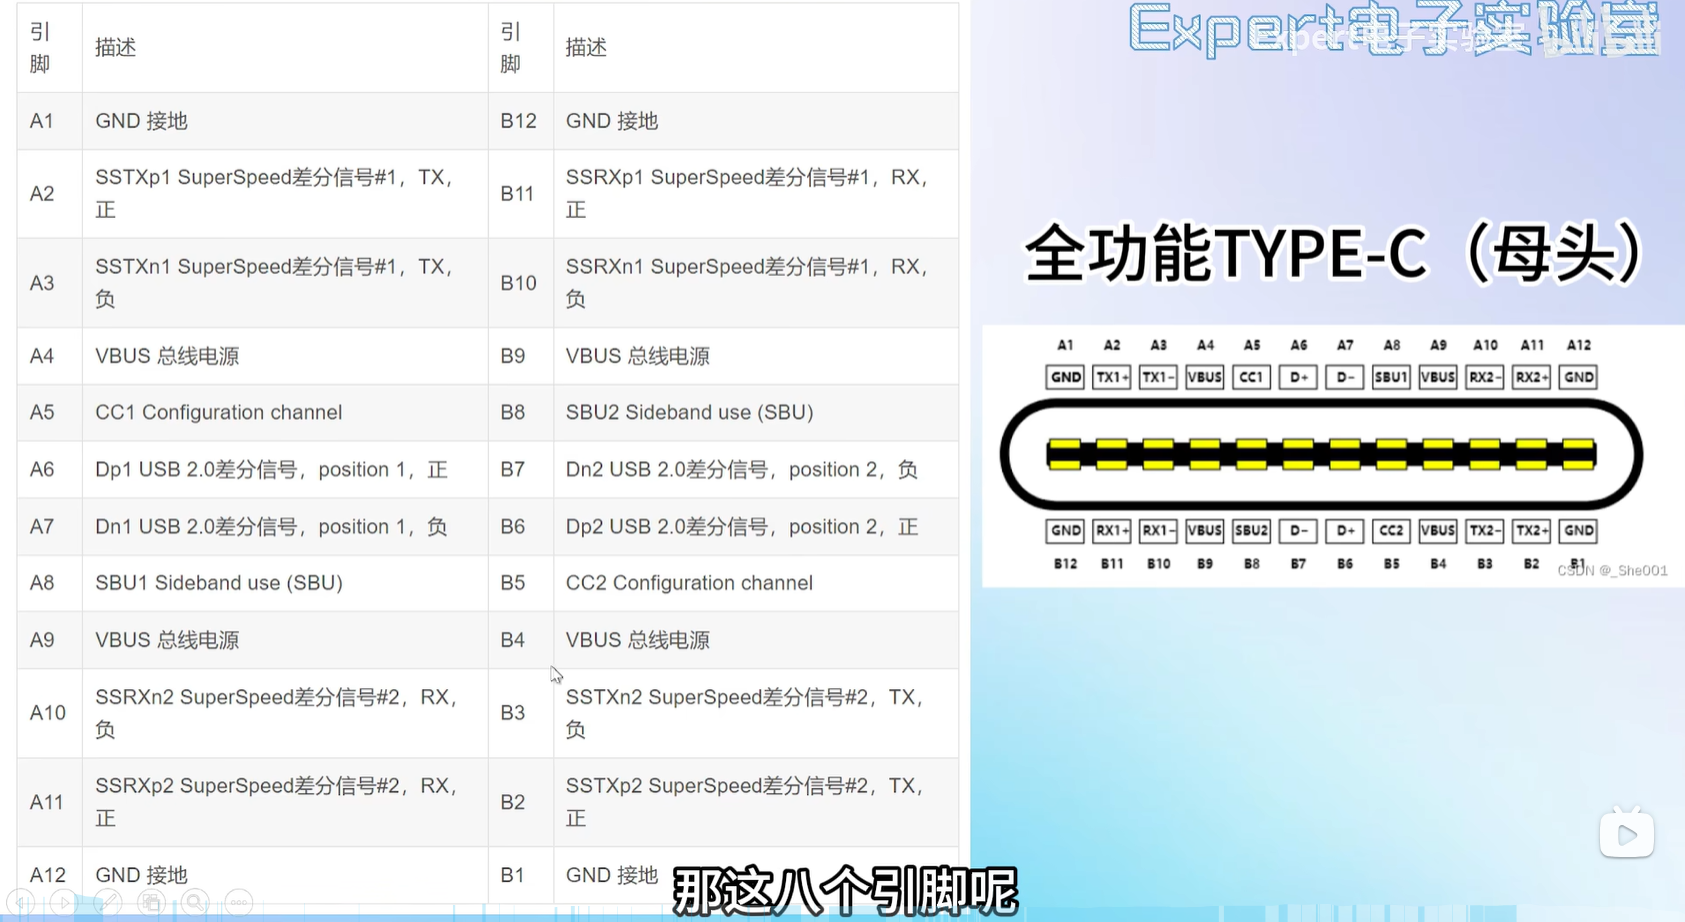 引脚 描述 引脚 描述
A1 GND 接地 B12 GND 接地
A2 SSTXp1 SuperSpeed差分信号#1，TX，正 B11 SSRXp1 SuperSpeed差分信号#1，RX，正
A3 SSTXn1 SuperSpeed差分信号#1，TX，负 B10 SSRXn1 SuperSpeed差分信号#1，RX，负
A4 VBUS 总线电源 B9 VBUS 总线电源
A5 CC1 Configuration channel B8 SBU2 Sideband use (SBU)
A6 Dp1 USB 2.0差分信号，position 1，正 B7 Dn2 USB 2.0差分信号，position 2，负
A7 Dn1 USB 2.0差分信号，position 1，负 B6 Dp2 USB 2.0差分信号，position 2，正
A8 SBU1 Sideband use (SBU) B5 CC2 Configuration channel
A9 VBUS 总线电源 B4 VBUS 总线电源
A10 SSRXn2 SuperSpeed差分信号#2，RX，负 B3 SSTXn2 SuperSpeed差分信号#2，TX，负
A11 SSRXp2 SuperSpeed差分信号#2，RX，正 B2 SSTXp2 SuperSpeed差分信号#2，TX，正
A12 GND 接地 B1 GND 接地
Expert电子实验室
Expert电子实验室
全功能TYPE-C（母头）
A1 A2 A3 A4 A5 A6 A7 A8 A9 A10 A11 A12
GND TX1+ TX1- VBUS CC1 D+ D- SBU1 VBUS RX2- RX2+ GND
GND RX1+ RX1- VBUS SBU2 D- D+ CC2 VBUS TX2- TX2+ GND
B12 B11 B10 B9 B8 B7 B6 B5 B4 B3 B2 B1
CSDN @_She001
那这八个引脚呢